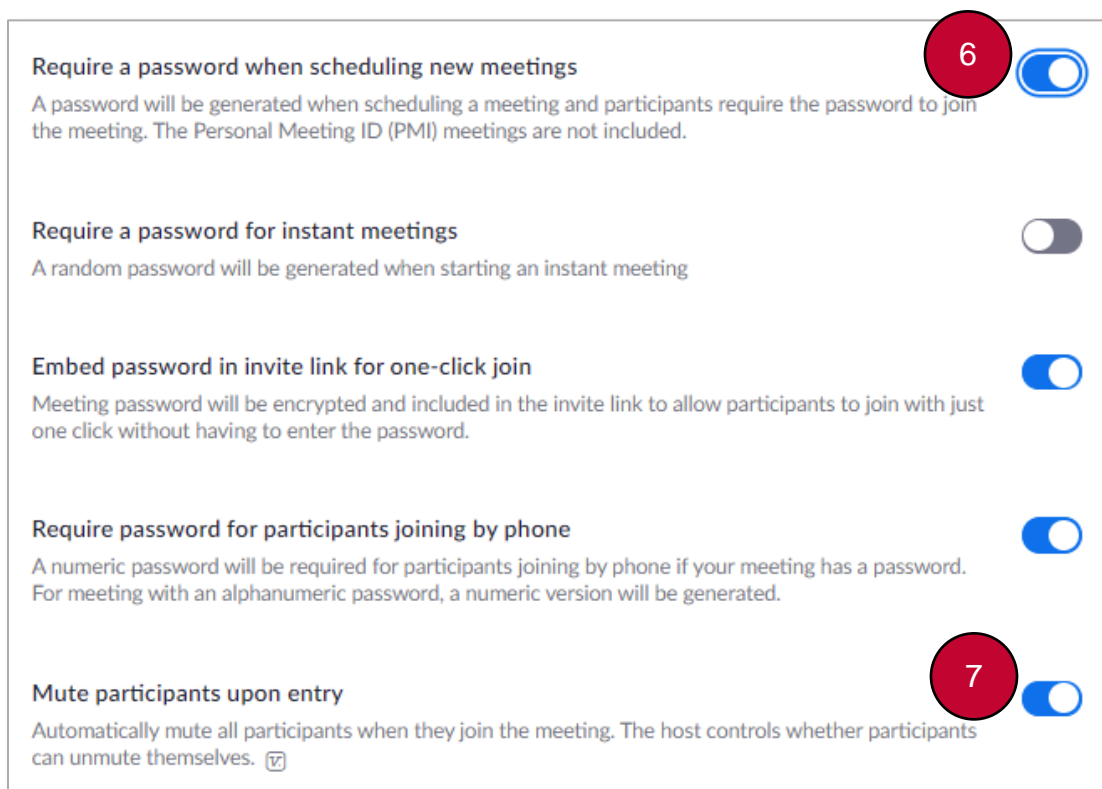 6
Require a password when scheduling new meetings
A password will be generated when scheduling a meeting and participants require the password to join
the meeting. The Personal Meeting ID (PMI) meetings are not included.
Require a password for instant meetings
A random password will be generated when starting an instant meeting
Embed password in invite link for one-click join
Meeting password will be encrypted and included in the invite link to allow participants to join with just
one click without having to enter the password.
Require password for participants joining by phone
A numeric password will be required for participants joining by phone if your meeting has a password.
For meeting with an alphanumeric password, a numeric version will be generated.
7
Mute participants upon entry
Automatically mute all participants when they join the meeting. The host controls whether participants
can unmute themselves.